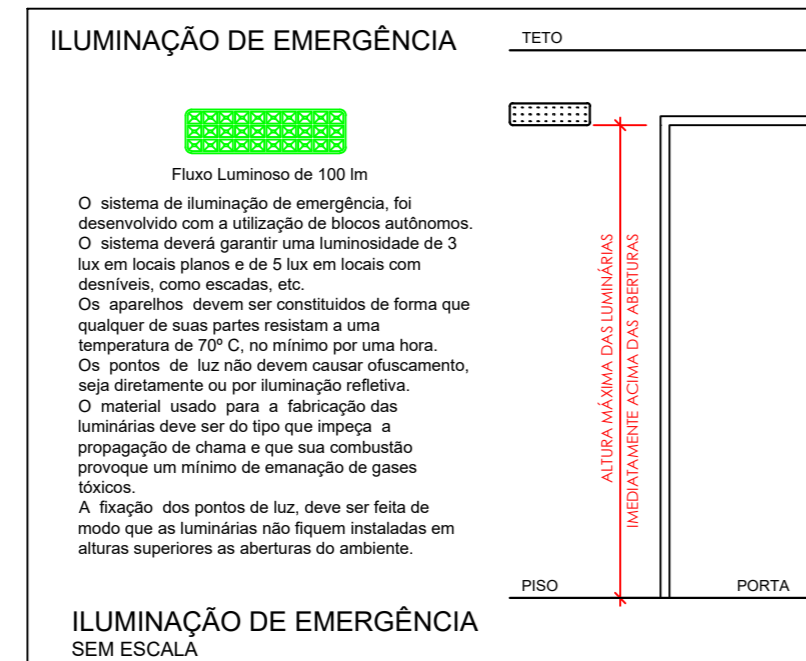 ILUMINAÇÃO DE EMERGÊNCIA
Fluxo Luminoso de 100 lm
O sistema de iluminação de emergência, foi
desenvolvido com a utilização de blocos autônomos.
O sistema deverá garantir uma luminosidade de 3
lux em locais planos e de 5 lux em locais com
desníveis, como escadas, etc.
Os aparelhos devem ser constituidos de forma que
qualquer de suas partes resistam a uma
temperatura de 70º C, no mínimo por uma hora.
Os pontos de luz não devem causar ofuscamento,
seja diretamente ou por iluminação refletiva.
O material usado para a fabricação das
luminárias deve ser do tipo que impeça a
propagação de chama e que sua combustão
provoque um mínimo de emanação de gases
tóxicos.
A fixação dos pontos de luz, deve ser feita de
modo que as luminárias não fiquem instaladas em
alturas superiores as aberturas do ambiente.
ILUMINAÇÃO DE EMERGÊNCIA
SEM ESCALA
TETO
ALTURA MÁXIMA DAS LUMINÁRIAS
IMEDIATAMENTE ACIMA DAS ABERTURAS
PISO
PORTA